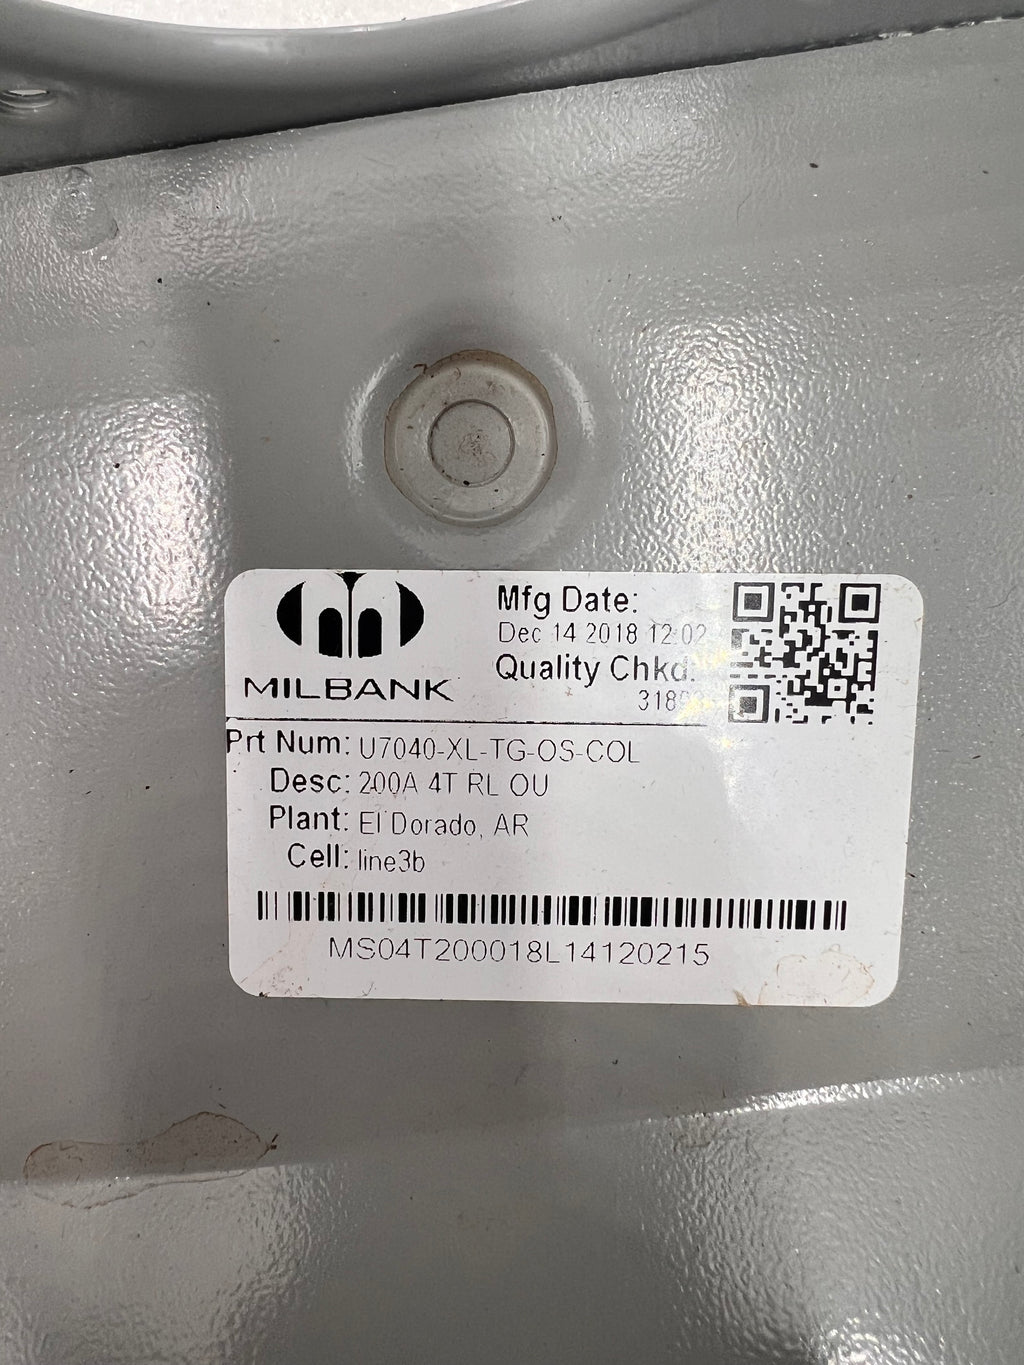 MILBANK
Mfg Date:
Dec 14 2018 12:02
Quality Chkd:
Prt Num: U7040-XL-TG-OS-COL
Desc: 200A 4T RL OU
Plant: El Dorado, AR
Cell: line3b
MS04T200018L14120215